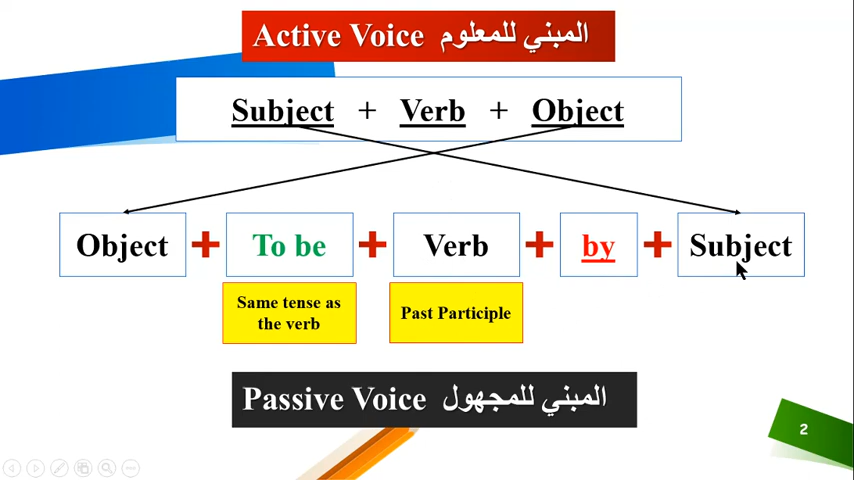 Active Voice المبني للمعلوم
Subject + Verb + Object
Object + To be + Verb + by + Subject
Same tense as
the verb
Past Participle
Passive Voice المبني للمجهول
2